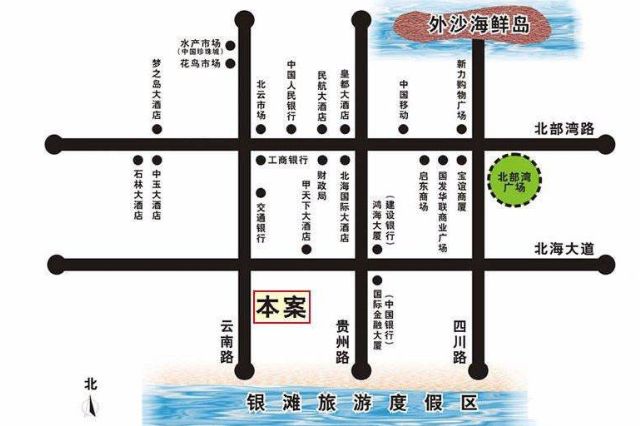 外沙海鲜岛
水产市场
(中国珍珠城)
花鸟市场
梦之岛大酒店
北云市场
中国人民银行
民航大酒店
皇都大酒店
中国移动
新力购物广场
北部湾路
石林大酒店
中玉大酒店
工商银行
交通银行
财政局
甲天下大酒店
北海国际大酒店
(建设银行)
鸿海大厦
启东商场
国发华联商业广场
宝谊商厦
北部湾
广场
北海大道
本案
云南路
贵州路
(中国银行)
国际金融大厦
四川路
北
银滩旅游度假区